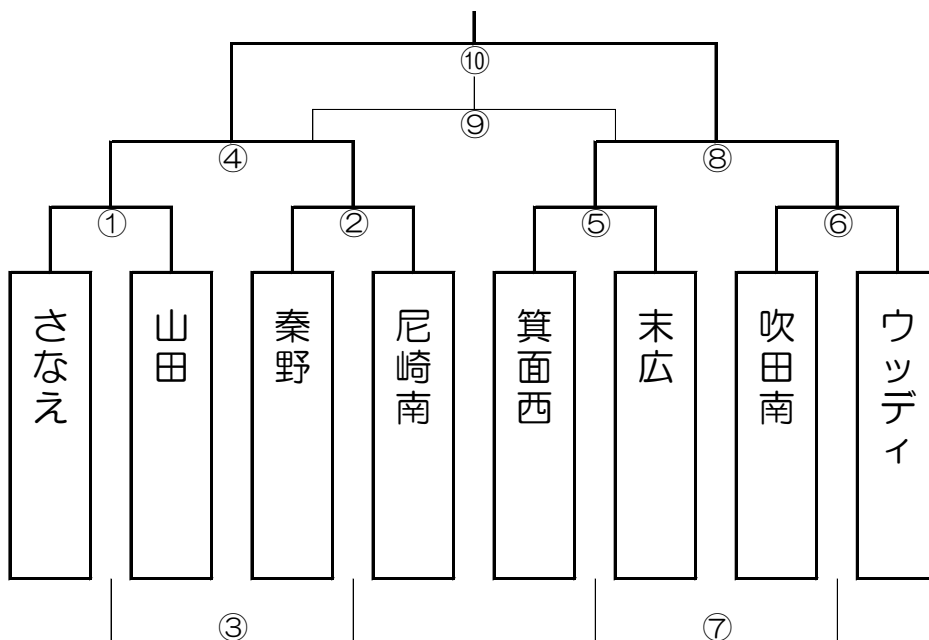 ⑩
⑨
④
⑧
①
②
⑤
⑥
さなえ
山田
秦野
尼崎南
箕面西
末広
吹田南
ウッディ
③
⑦